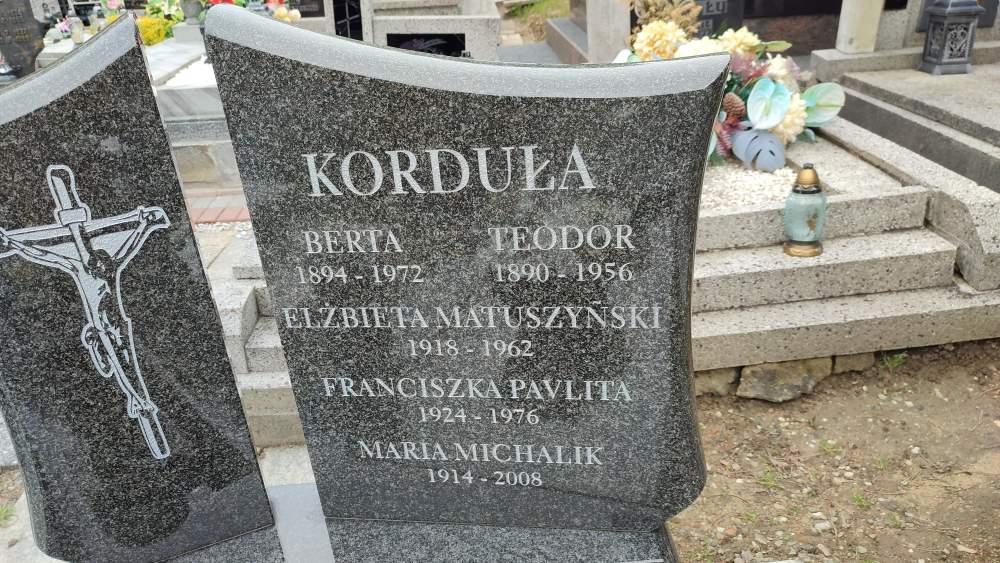 KORDUŁA
BERTA TEODOR
1894 - 1972 1890 - 1956
ELŻBIETA MATUSZYŃSKI
1918 - 1962
FRANCISZKA PAVLITA
1924 - 1976
MARIA MICHALIK
1914 - 2008